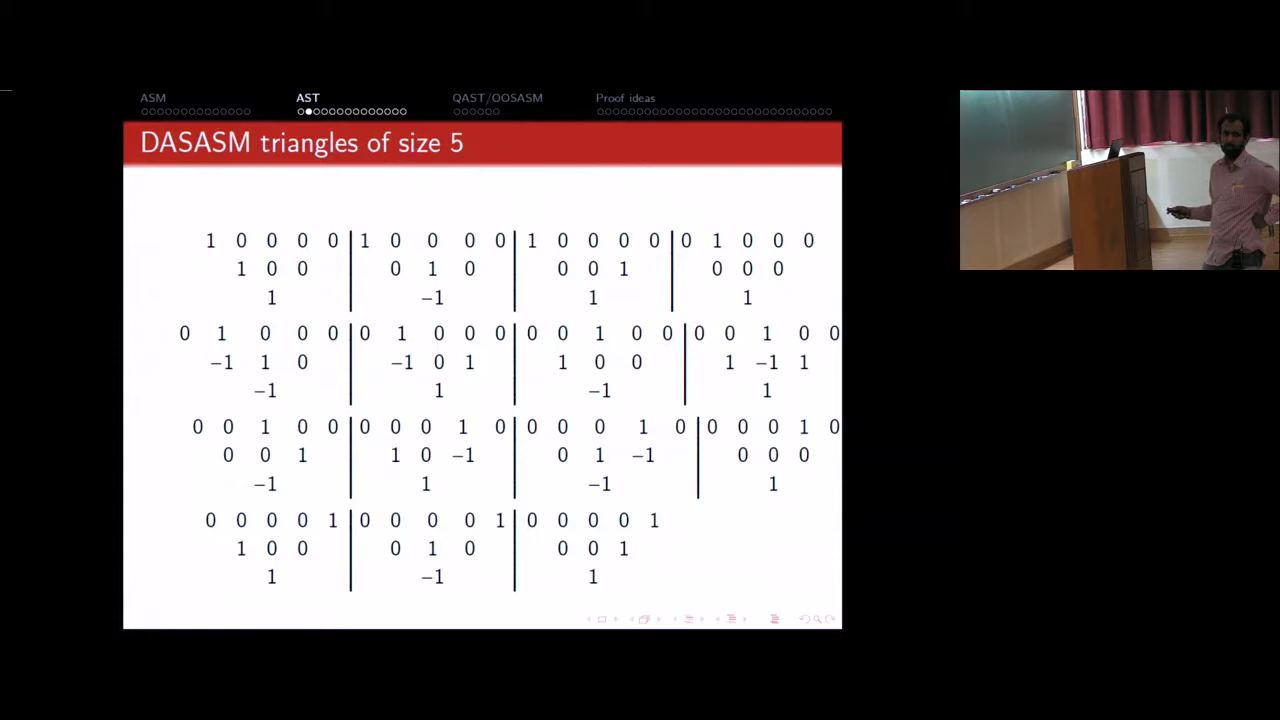 ASM AST QAST/OOSASM Proof ideas
DASASM triangles of size 5
1 0 0 0 0 1 0 0 0 0 1 0 0 0 0 0 1 0 0 0
1 0 0 0 1 0 0 0 1 0 0 0
1 −1 1 1
0 1 0 0 0 0 1 0 0 0 0 0 1 0 0 0 0 1 0 0
−1 1 0 −1 0 1 1 0 0 1 −1 1
−1 1 −1 1
0 0 1 0 0 0 0 0 1 0 0 0 0 1 0 0 0 0 1 0
0 0 1 1 0 −1 0 1 −1 0 0 0
−1 1 −1 1
0 0 0 0 1 0 0 0 0 1 0 0 0 0 1
1 0 0 0 1 0 0 0 1
1 −1 1